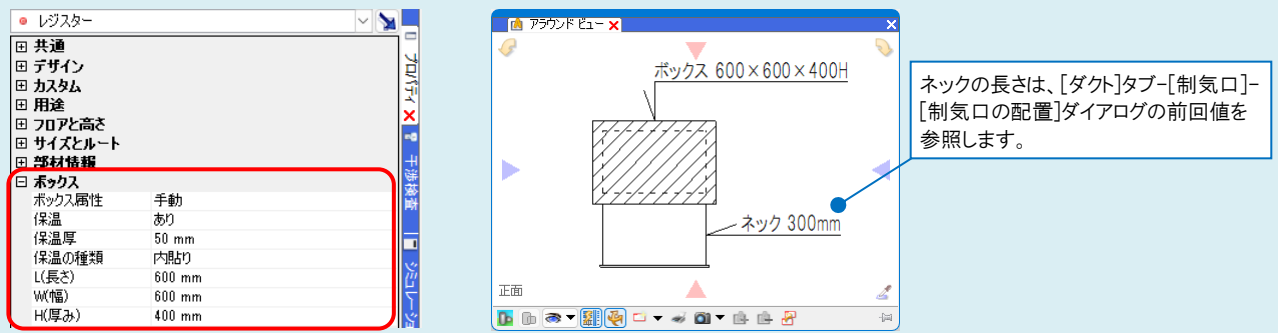 レジスター
共通
デザイン
カスタム
用途
フロアと高さ
サイズとルート
部材情報
ボックス
ボックス属性 手動
保温 あり
保温厚 50 mm
保温の種類 内貼り
L(長さ) 600 mm
W(幅) 600 mm
H(厚み) 400 mm
プロパティ
干渉検査
シミュレーショ
アラウンド ビュー
ボックス 600×600×400H
ネック 300mm
正面
ネックの長さは、[ダクト]タブ-[制気口]-
[制気口の配置]ダイアログの前回値を
参照します。